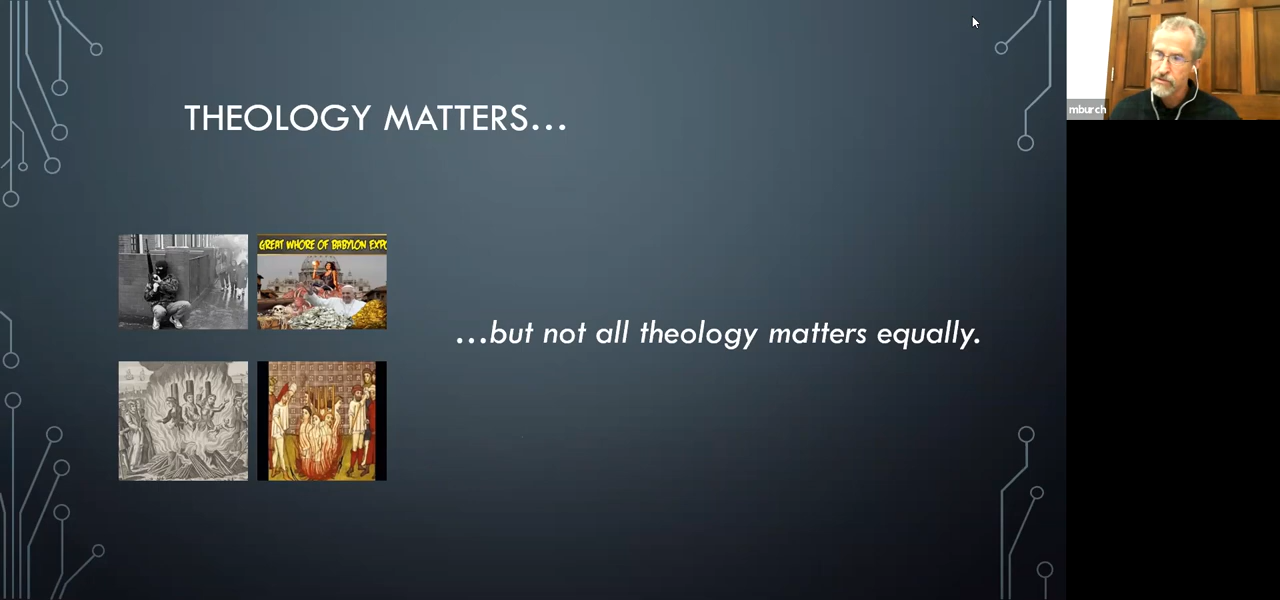 THEOLOGY MATTERS...
GREAT WHORE OF BABYLON EXPO
...but not all theology matters equally.
mburch